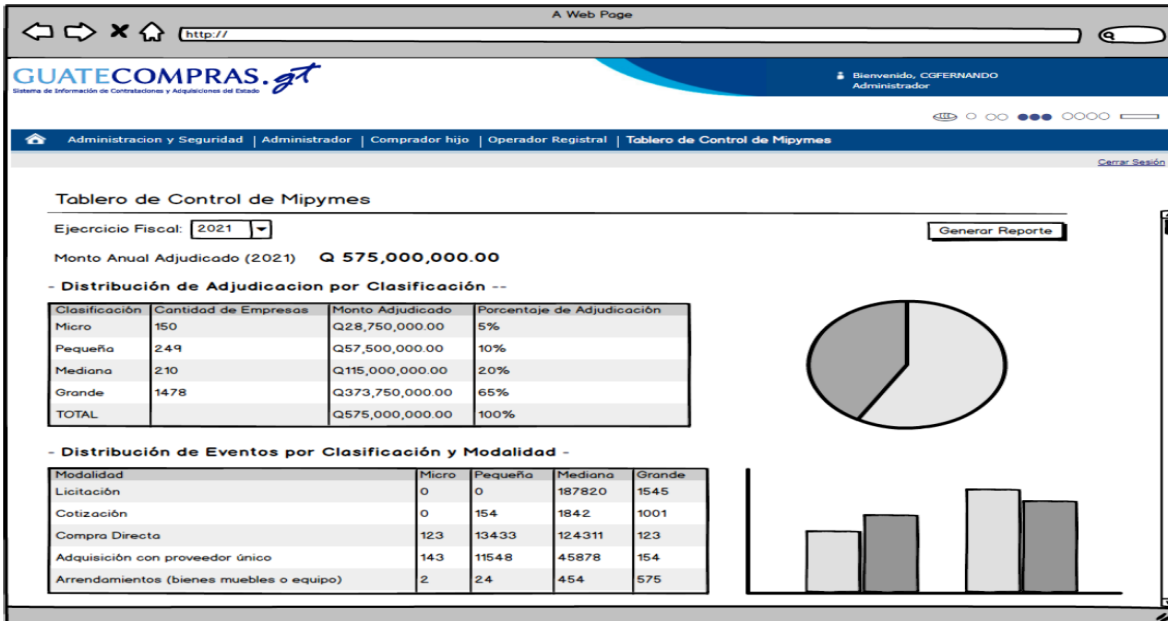 A Web Page
http://
GUATECOMPRAS.gt
Sistema de Información de Contrataciones y Adquisiciones del Estado
Bienvenido, CGFERNANDO
Administrador
Administracion y Seguridad | Administrador | Comprador hijo | Operador Registral | Tablero de Control de Mipymes
Cerrar Sesión
Tablero de Control de Mipymes
Ejecrcicio Fiscal: 2021
Generar Reporte
Monto Anual Adjudicado (2021) Q 575,000,000.00
- Distribución de Adjudicacion por Clasificación --
Clasificación Cantidad de Empresas Monto Adjudicado Porcentaje de Adjudicación
Micro 150 Q28,750,000.00 5%
Pequeña 249 Q57,500,000.00 10%
Mediana 210 Q115,000,000.00 20%
Grande 1478 Q373,750,000.00 65%
TOTAL Q575,000,000.00 100%
- Distribución de Eventos por Clasificación y Modalidad -
Modalidad Micro Pequeña Mediana Grande
Licitación 0 0 187820 1545
Cotización 0 154 1842 1001
Compra Directa 123 13433 124311 123
Adquisición con proveedor único 143 11548 45878 154
Arrendamientos (bienes muebles o equipo) 2 24 454 575